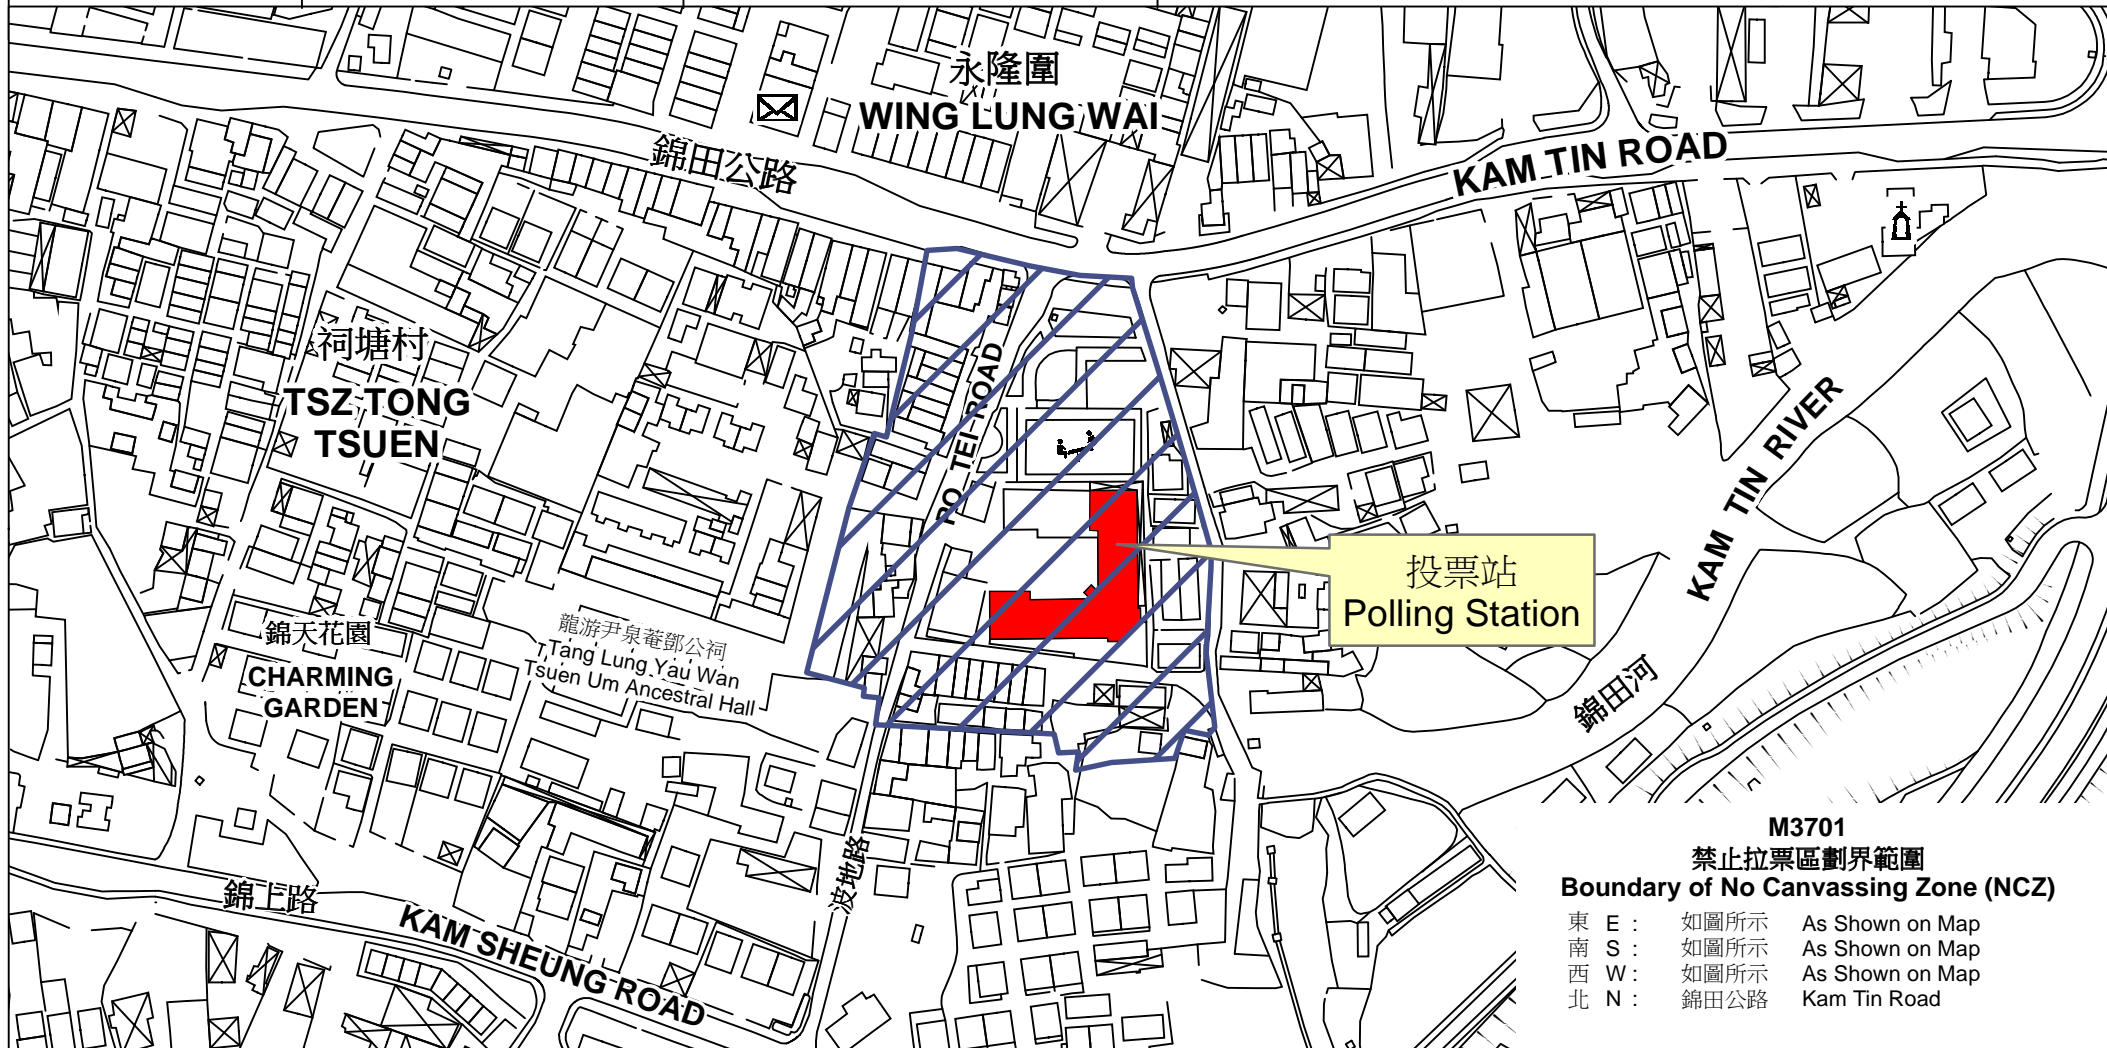 永隆圍
WING LUNG WAI
錦田公路
KAM TIN ROAD
祠塘村
TSZ TONG
TSUEN
PO TEI ROAD
KAM TIN RIVER
投票站
Polling Station
錦天花園
CHARMING
GARDEN
龍游尹泉菴鄧公祠
Tang Lung Yau Wan
Tsuen Um Ancestral Hall
錦田河
波地路
錦上路
KAM SHEUNG ROAD
M3701
禁止拉票區劃界範圍
Boundary of No Canvassing Zone (NCZ)
東 E : 如圖所示 As Shown on Map
南 S : 如圖所示 As Shown on Map
西 W : 如圖所示 As Shown on Map
北 N : 錦田公路 Kam Tin Road